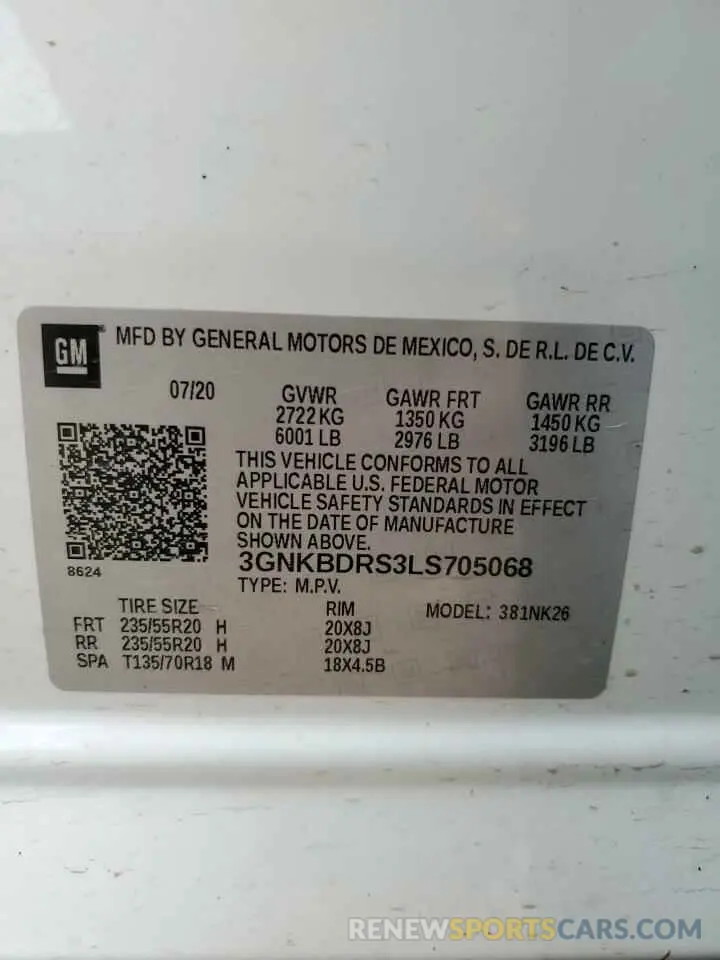 GM ®
MFD BY GENERAL MOTORS DE MEXICO, S. DE R.L. DE C.V.
07/20 GVWR GAWR FRT GAWR RR
2722 KG 1350 KG 1450 KG
6001 LB 2976 LB 3196 LB
THIS VEHICLE CONFORMS TO ALL
APPLICABLE U.S. FEDERAL MOTOR
VEHICLE SAFETY STANDARDS IN EFFECT
ON THE DATE OF MANUFACTURE
SHOWN ABOVE.
3GNKBDRS3LS705068
8624
TYPE: M.P.V.
TIRE SIZE RIM MODEL: 381NK26
FRT 235/55R20 H 20X8J
RR 235/55R20 H 20X8J
SPA T135/70R18 M 18X4.5B
RENEWSPORTSCARS.COM